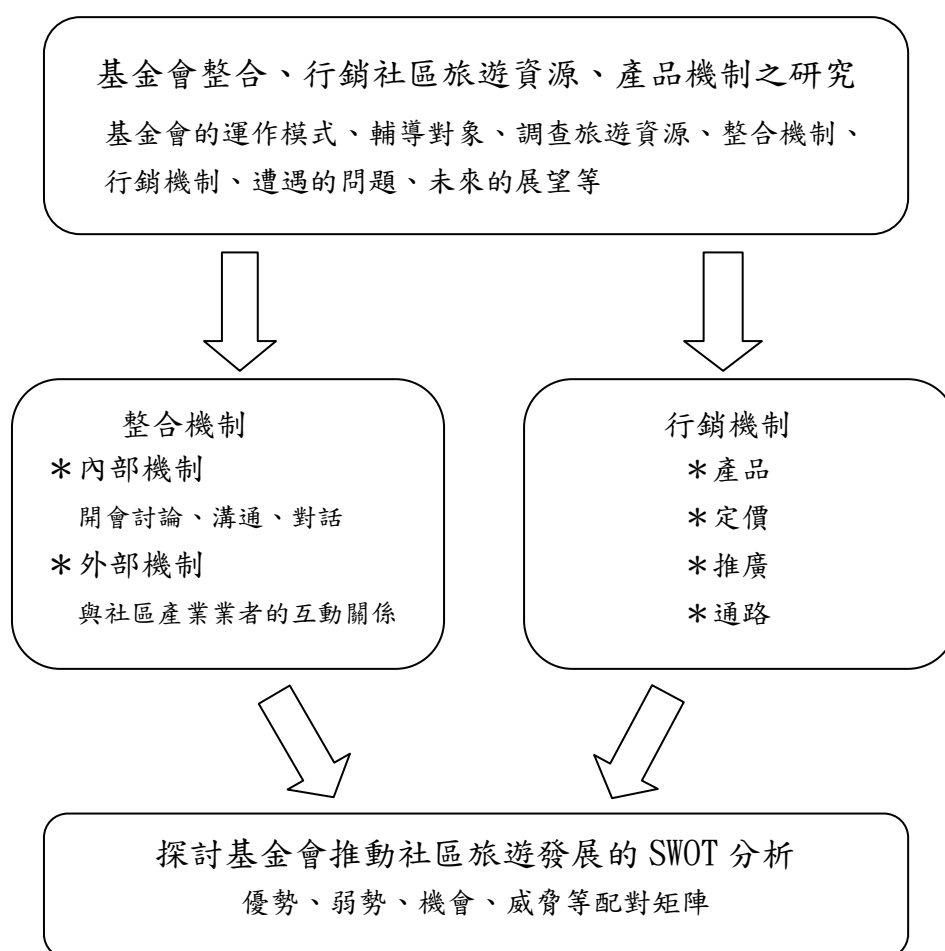 基金會整合、行銷社區旅遊資源、產品機制之研究
基金會的運作模式、輔導對象、調查旅遊資源、整合機制、
行銷機制、遭遇的問題、未來的展望等
整合機制
＊內部機制
開會討論、溝通、對話
＊外部機制
與社區產業業者的互動關係
行銷機制
＊產品
＊定價
＊推廣
＊通路
探討基金會推動社區旅遊發展的 SWOT 分析
優勢、弱勢、機會、威脅等配對矩陣